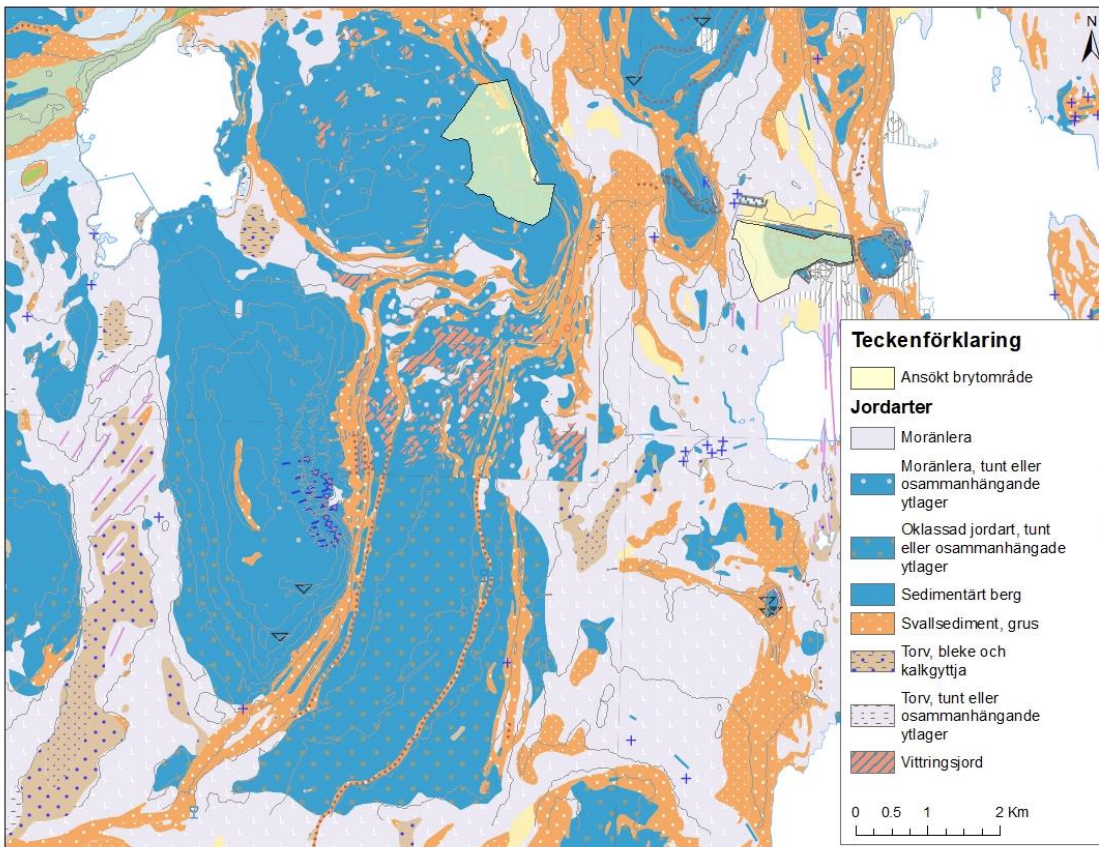 N
Teckenförklaring
Ansökt brytområde
Jordarter
Moränlera
Moränlera, tunt eller
osammanhängande
ytlager
Oklassad jordart, tunt
eller osammanhängade
ytlager
Sedimentärt berg
Svallsediment, grus
Torv, bleke och
kalkgyttja
Torv, tunt eller
osammanhängande
ytlager
Vittringsjord
0 0.5 1 2 Km